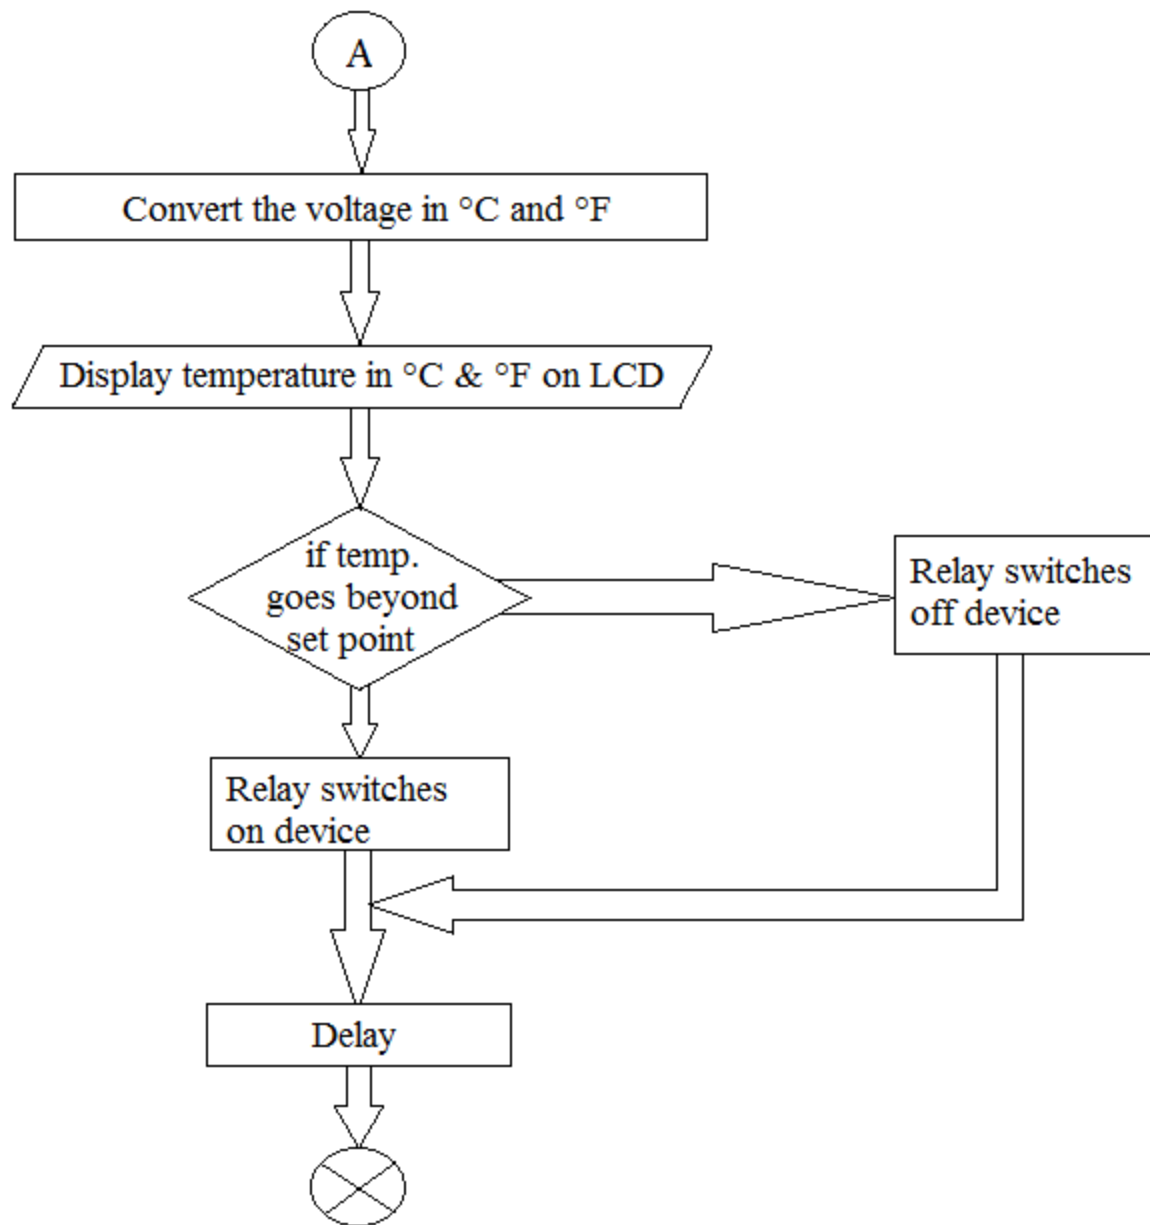 A
Convert the voltage in °C and °F
Display temperature in °C & °F on LCD
if temp.
goes beyond
set point
Relay switches
off device
Relay switches
on device
Delay